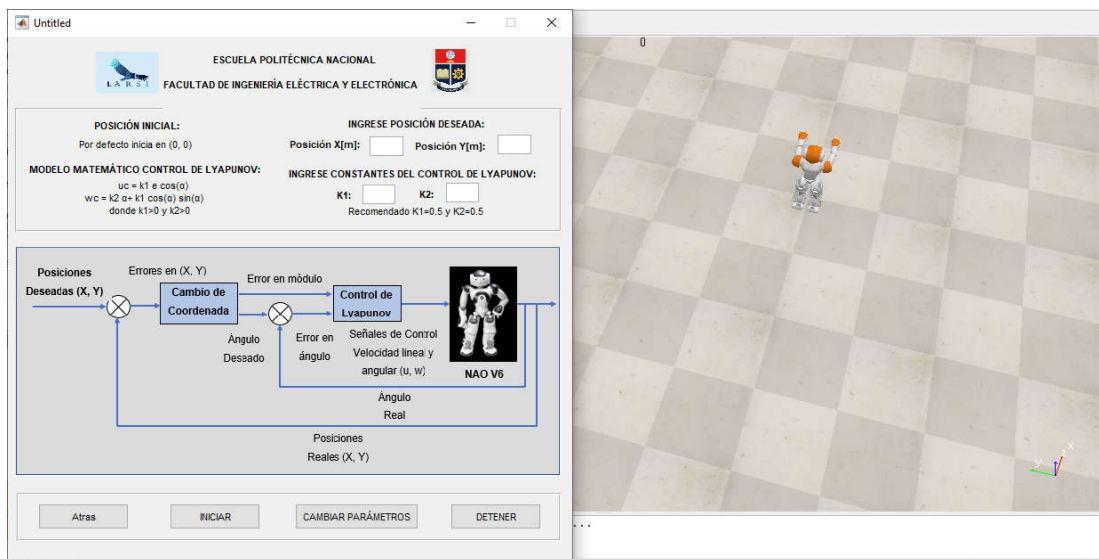 Untitled
ESCUELA POLITÉCNICA NACIONAL
LARSI
FACULTAD DE INGENIERÍA ELÉCTRICA Y ELECTRÓNICA
POSICIÓN INICIAL:
Por defecto inicia en (0, 0)
MODELO MATEMÁTICO CONTROL DE LYAPUNOV:
uc = k1 e cos(α)
wc = k2 α+ k1 cos(α) sin(α)
donde k1>0 y k2>0
INGRESE POSICIÓN DESEADA:
Posición X[m]: Posición Y[m]:
INGRESE CONSTANTES DEL CONTROL DE LYAPUNOV:
K1: K2:
Recomendado K1=0.5 y K2=0.5
Posiciones
Deseadas (X, Y)
Errores en (X, Y)
Cambio de
Coordenada
Error en módulo
Ángulo
Deseado
Error en
ángulo
Control de
Lyapunov
Señales de Control
Velocidad lineal y
angular (u, w)
NAO V6
Ángulo
Real
Posiciones
Reales (X, Y)
Atras
INICIAR
CAMBIAR PARÁMETROS
DETENER
0
x
y
z
...